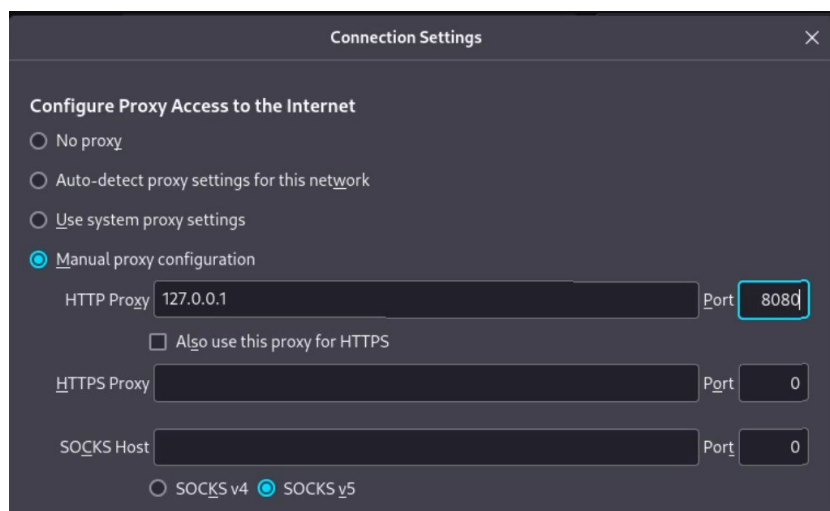 Connection Settings
Configure Proxy Access to the Internet
No proxy
Auto-detect proxy settings for this network
Use system proxy settings
Manual proxy configuration
HTTP Proxy 127.0.0.1 Port 8080
Also use this proxy for HTTPS
HTTPS Proxy Port 0
SOCKS Host Port 0
SOCKS v4 SOCKS v5